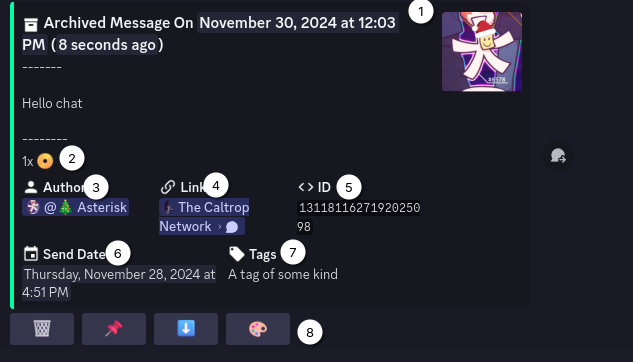 Archived Message On November 30, 2024 at 12:03
PM (8 seconds ago)
1
-------
Hello chat
--------
1x
2
Author
3
Link
4
<> ID
5
@🎄 Asterisk
The Caltrop
Network ›
13118116271920250
98
Send Date
6
Tags
7
Thursday, November 28, 2024 at
4:51 PM
A tag of some kind
8